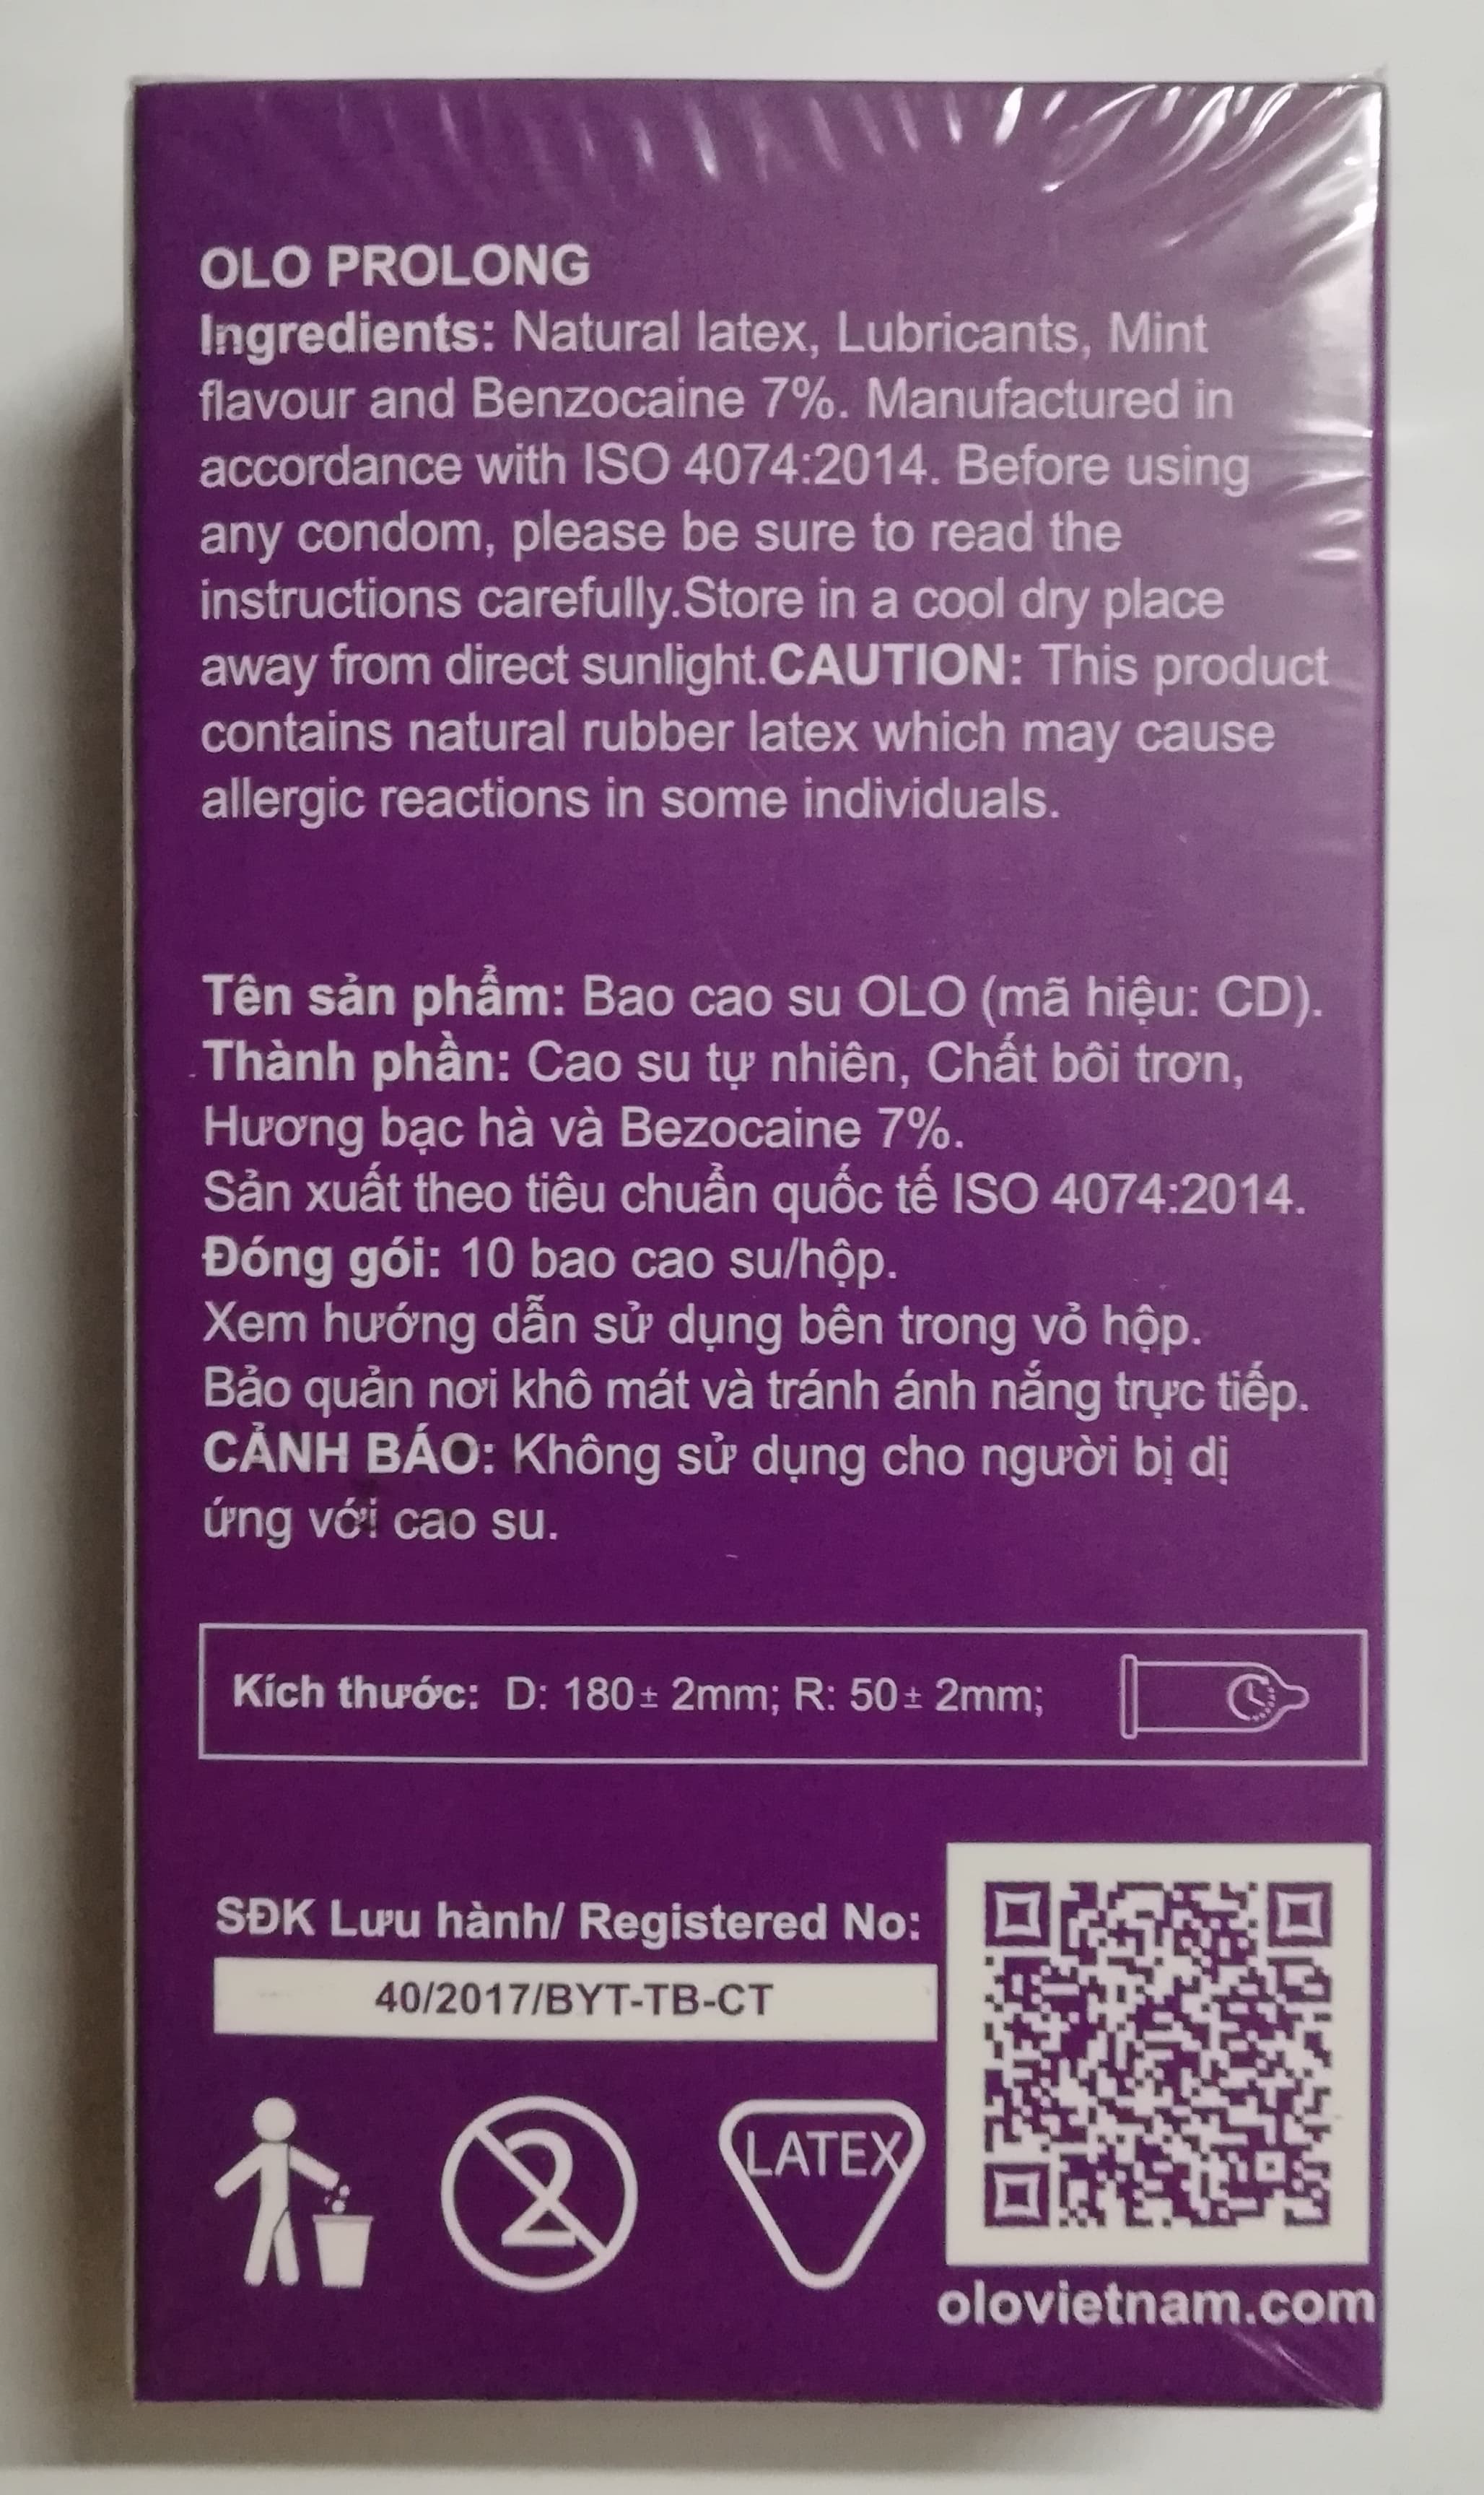 OLO PROLONG
Ingredients: Natural latex, Lubricants, Mint
flavour and Benzocaine 7%. Manufactured in
accordance with ISO 4074:2014. Before using
any condom, please be sure to read the
instructions carefully.Store in a cool dry place
away from direct sunlight.CAUTION: This product
contains natural rubber latex which may cause
allergic reactions in some individuals.
Tên sản phẩm: Bao cao su OLO (mã hiệu: CD).
Thành phần: Cao su tự nhiên, Chất bôi trơn,
Hương bạc hà và Bezocaine 7%.
Sản xuất theo tiêu chuẩn quốc tế ISO 4074:2014.
Đóng gói: 10 bao cao su/hộp.
Xem hướng dẫn sử dụng bên trong vỏ hộp.
Bảo quản nơi khô mát và tránh ánh nắng trực tiếp.
CẢNH BÁO: Không sử dụng cho người bị dị
ứng với cao su.
Kích thước: D: 180± 2mm; R: 50± 2mm;
SĐK Lưu hành/ Registered No:
40/2017/BYT-TB-CT
2
LATEX
olovietnam.com